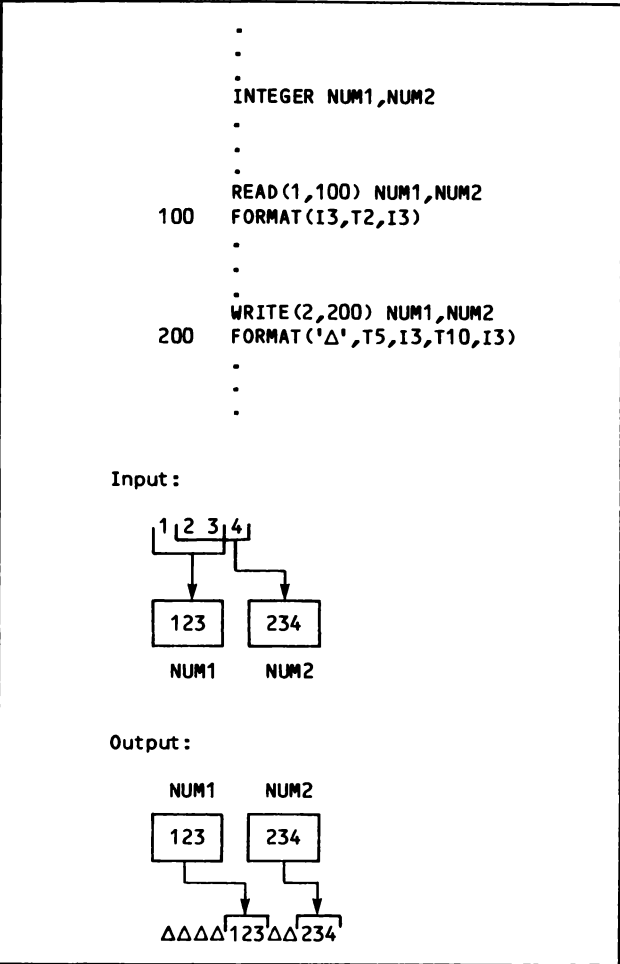 .
.
.
INTEGER NUM1,NUM2
.
.
.
READ(1,100) NUM1,NUM2
100 FORMAT(I3,T2,I3)
.
.
.
WRITE(2,200) NUM1,NUM2
200 FORMAT('Δ',T5,I3,T10,I3)
.
.
.
Input:
1 2 3 4
123 234
NUM1 NUM2
Output:
NUM1 NUM2
123 234
ΔΔΔΔ123ΔΔ234